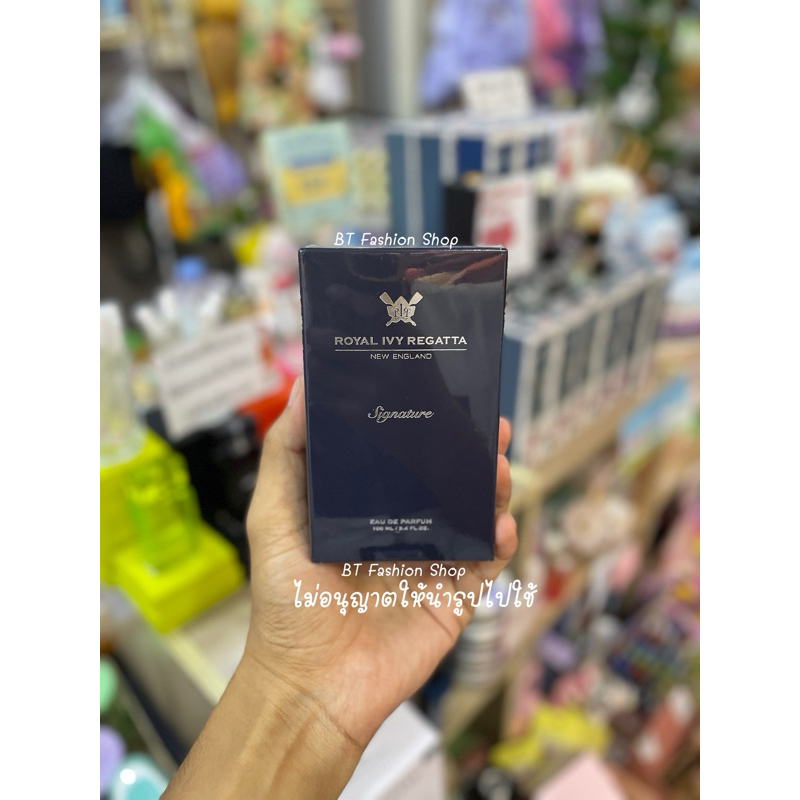 BT Fashion Shop
ROYAL IVY REGATTA
NEW ENGLAND
Signature
EAU DE PARFUM
100 ML / 3.4 FL.OZ.
BT Fashion Shop
ไม่อนุญาตให้นำรูปไปใช้